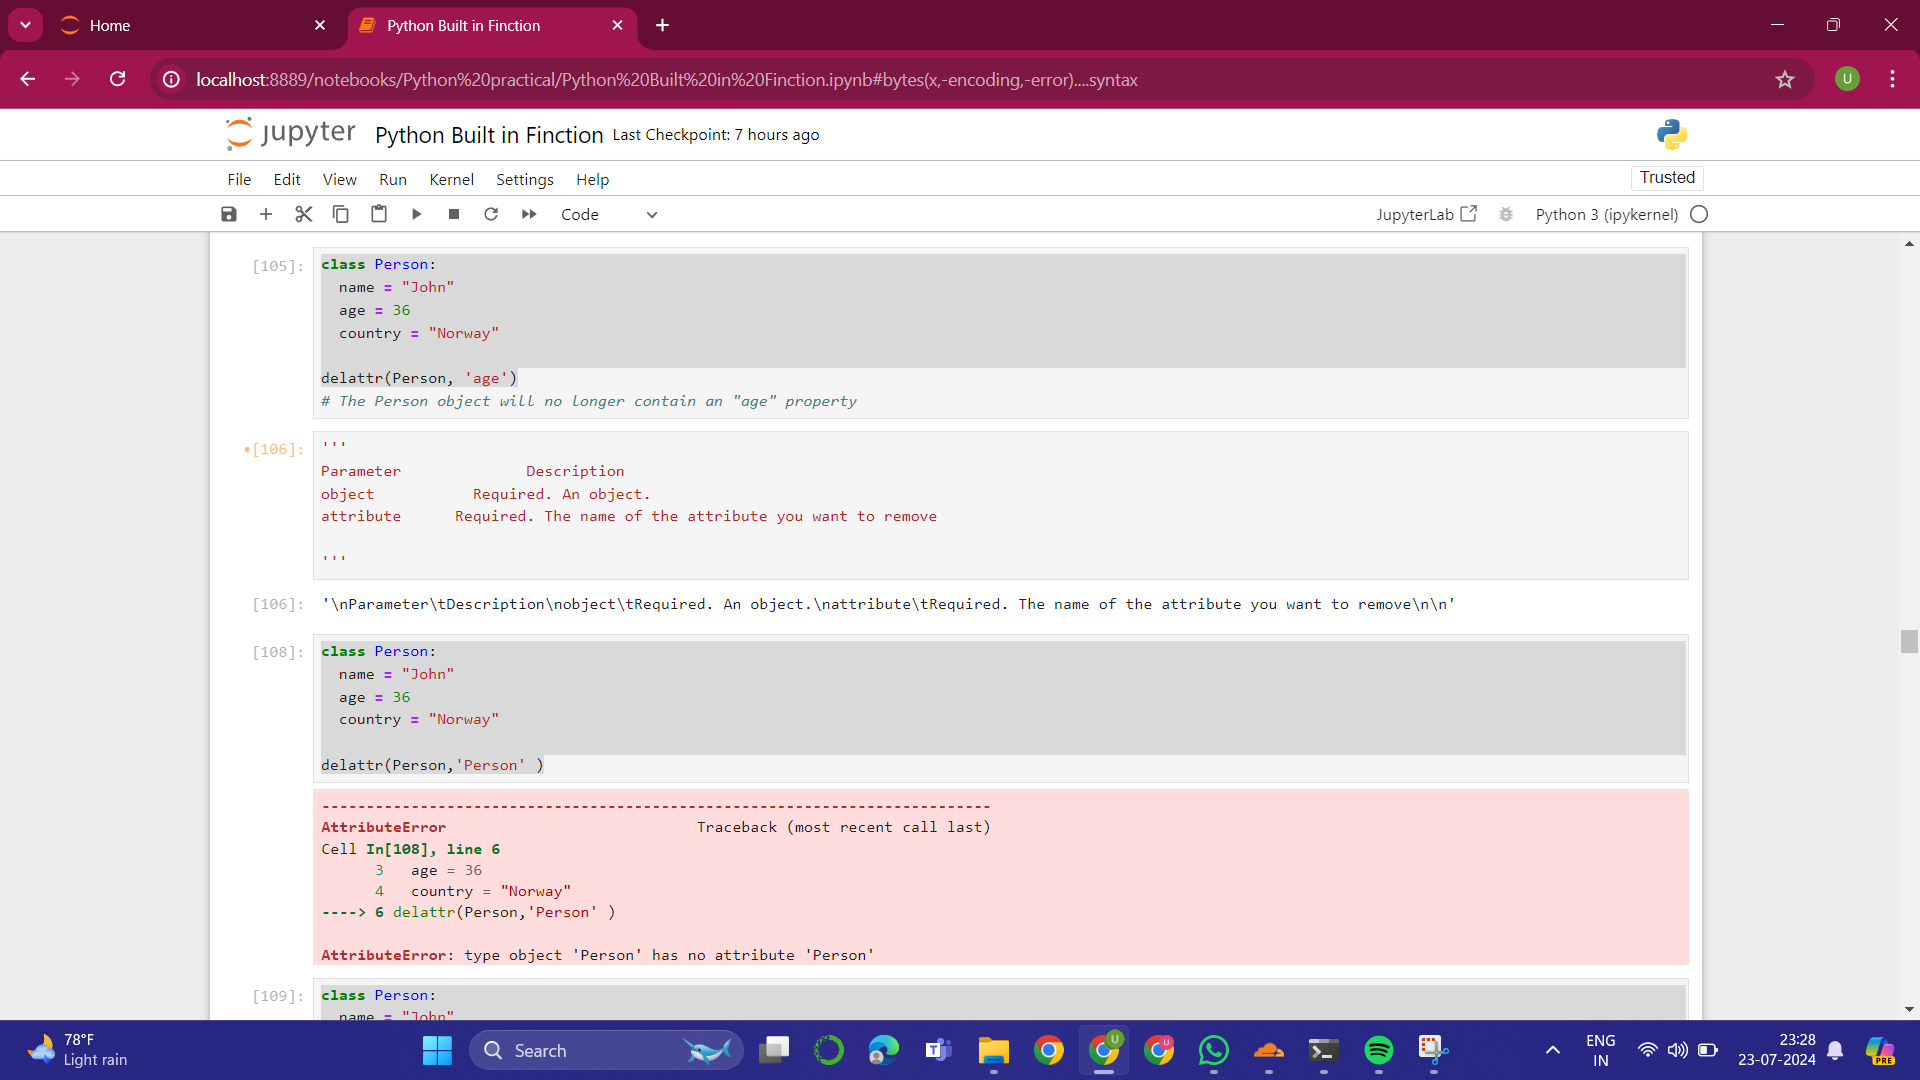 Home
Python Built in Finction
localhost:8889/notebooks/Python%20practical/Python%20Built%20in%20Finction.ipynb#bytes(x,-encoding,-error)....syntax
U
jupyter Python Built in Finction Last Checkpoint: 7 hours ago
File Edit View Run Kernel Settings Help
Trusted
Code
JupyterLab
Python 3 (ipykernel)
[105]: class Person:
name = "John"
age = 36
country = "Norway"
delattr(Person, 'age')
# The Person object will no longer contain an "age" property
•[106]: '''
Parameter Description
object Required. An object.
attribute Required. The name of the attribute you want to remove
'''
[106]: '\nParameter\tDescription\nobject\tRequired. An object.\nattribute\tRequired. The name of the attribute you want to remove\n\n'
[108]: class Person:
name = "John"
age = 36
country = "Norway"
delattr(Person,'Person' )
---------------------------------------------------------------------------
AttributeError Traceback (most recent call last)
Cell In[108], line 6
3 age = 36
4 country = "Norway"
----> 6 delattr(Person,'Person' )
AttributeError: type object 'Person' has no attribute 'Person'
[109]: class Person:
name = "John"
78°F
Light rain
Search
ENG
IN
23:28
23-07-2024
PRE